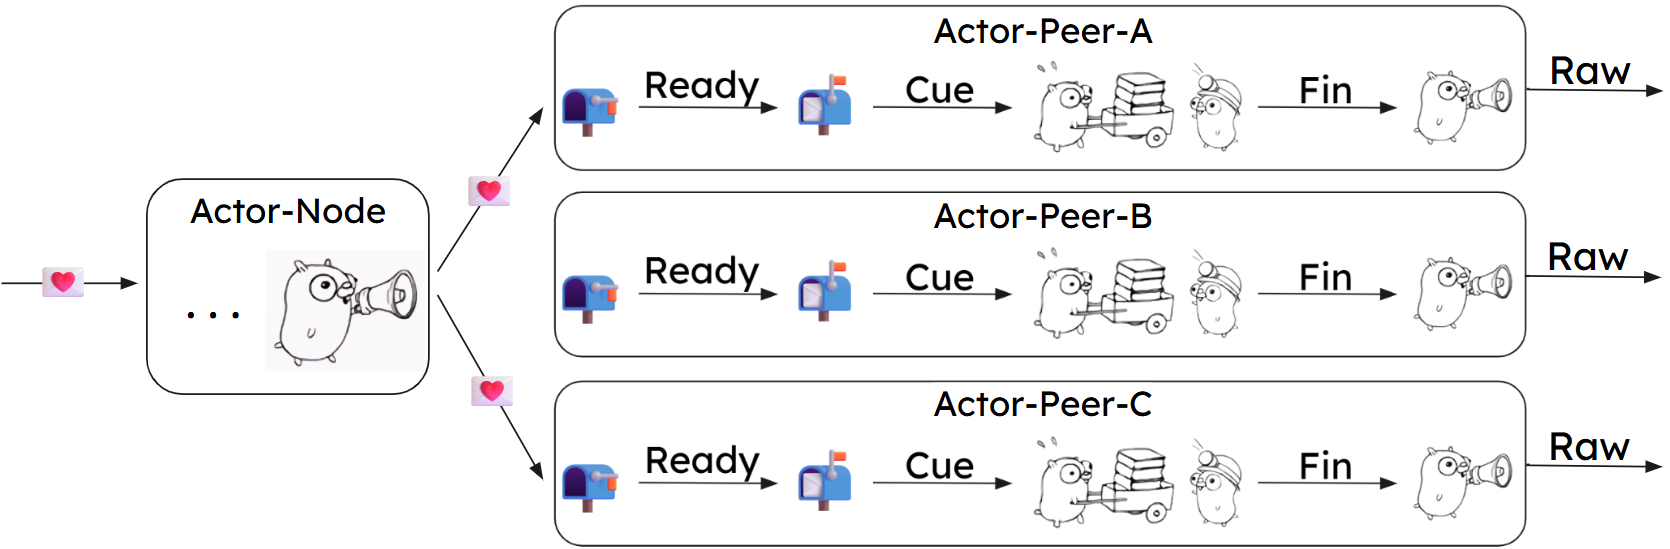 Actor-Peer-A
Ready
Cue
Fin
Raw
Actor-Node
...
Actor-Peer-B
Ready
Cue
Fin
Raw
Actor-Peer-C
Ready
Cue
Fin
Raw